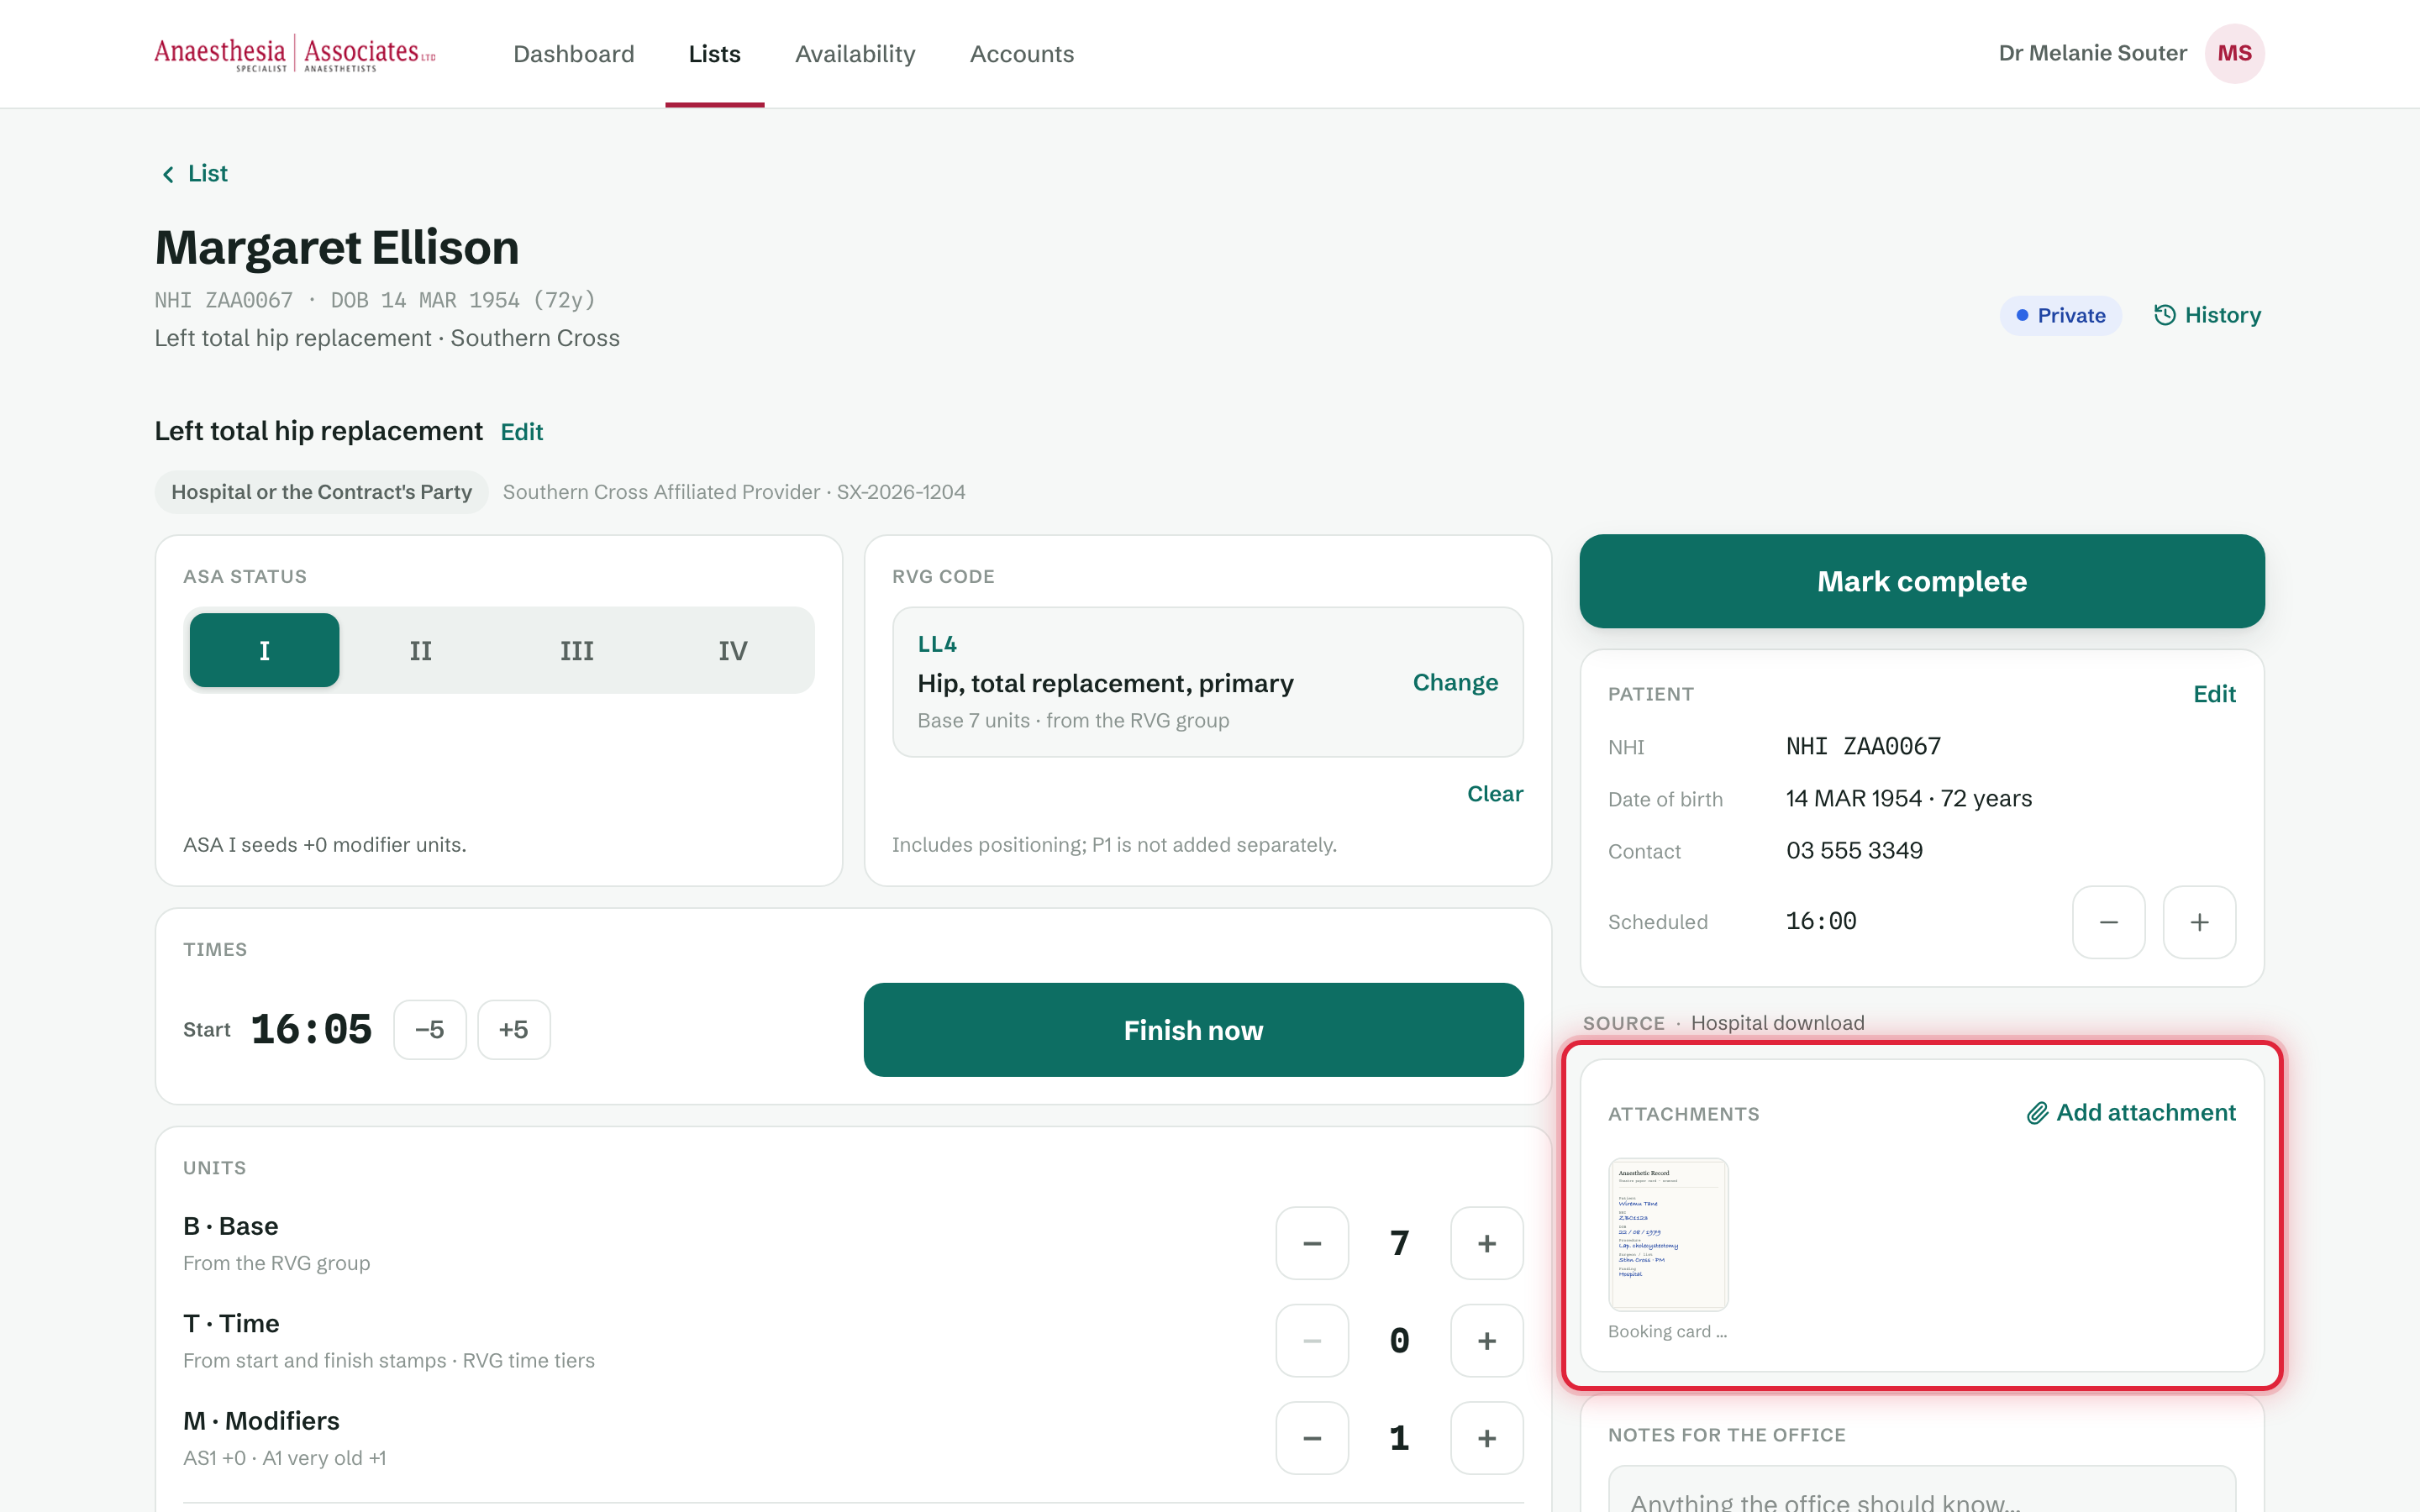 Anaesthesia | Associates LTD
SPECIALIST ANAESTHETISTS
Dashboard
Lists
Availability
Accounts
Dr Melanie Souter
MS
List
Margaret Ellison
NHI ZAA0067 · DOB 14 MAR 1954 (72y)
Left total hip replacement · Southern Cross
Private
History
Left total hip replacement Edit
Hospital or the Contract's Party
Southern Cross Affiliated Provider · SX-2026-1204
ASA STATUS
I
II
III
IV
ASA I seeds +0 modifier units.
RVG CODE
LL4
Hip, total replacement, primary
Change
Base 7 units · from the RVG group
Clear
Includes positioning; P1 is not added separately.
TIMES
Start 16:05 −5 +5
Finish now
UNITS
B · Base
From the RVG group
− 7 +
T · Time
From start and finish stamps · RVG time tiers
− 0 +
M · Modifiers
AS1 +0 · A1 very old +1
− 1 +
Mark complete
PATIENT
Edit
NHI
NHI ZAA0067
Date of birth
14 MAR 1954 · 72 years
Contact
03 555 3349
Scheduled
16:00
− +
SOURCE · Hospital download
ATTACHMENTS
Add attachment
Anaesthetic Record
Wiremu Tane
22 / 08 / 1979
Lap. cholecystectomy
Hospital
Booking card ...
NOTES FOR THE OFFICE
Anything the office should know...